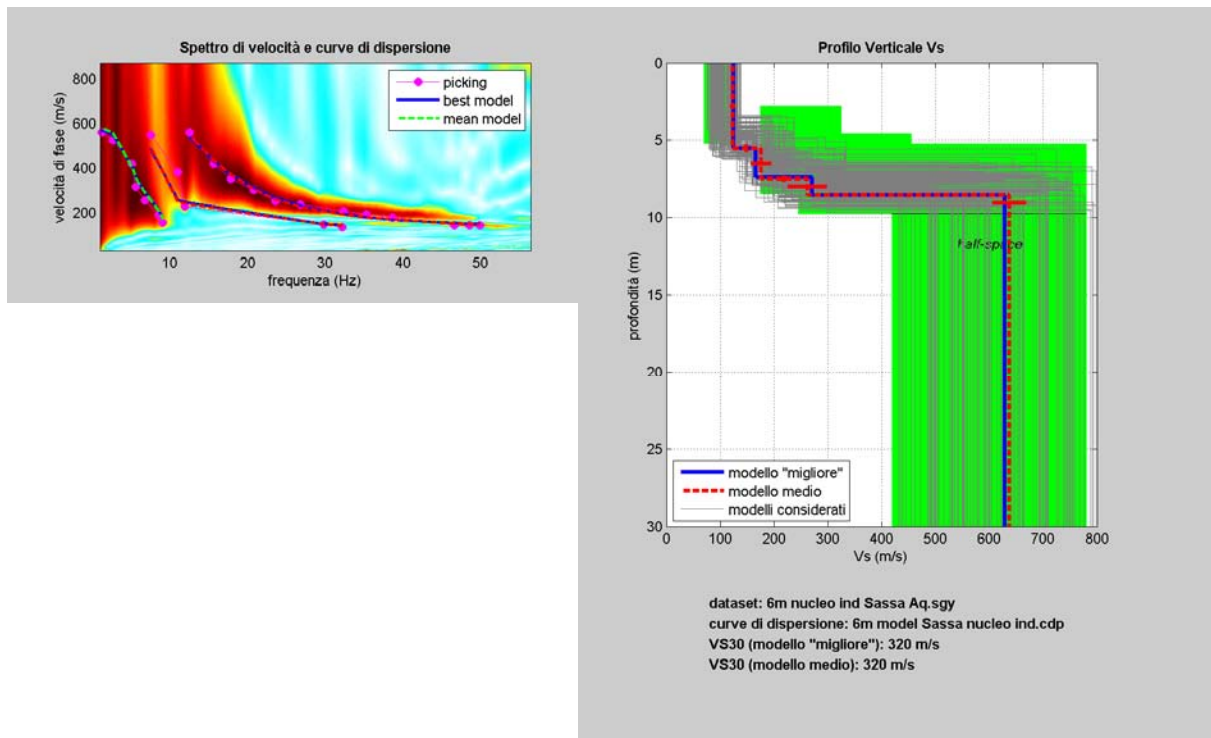 Spettro di velocità e curve di dispersione
800
600
400
200
velocità di fase (m/s)
picking
best model
mean model
10
20
30
40
50
frequenza (Hz)
Profilo Verticale Vs
0
5
10
15
20
25
30
profondità (m)
half-space
modello "migliore"
modello medio
modelli considerati
0
100
200
300
400
500
600
700
800
Vs (m/s)
dataset: 6m nucleo ind Sassa Aq.sgy
curve di dispersione: 6m model Sassa nucleo ind.cdp
VS30 (modello "migliore"): 320 m/s
VS30 (modello medio): 320 m/s